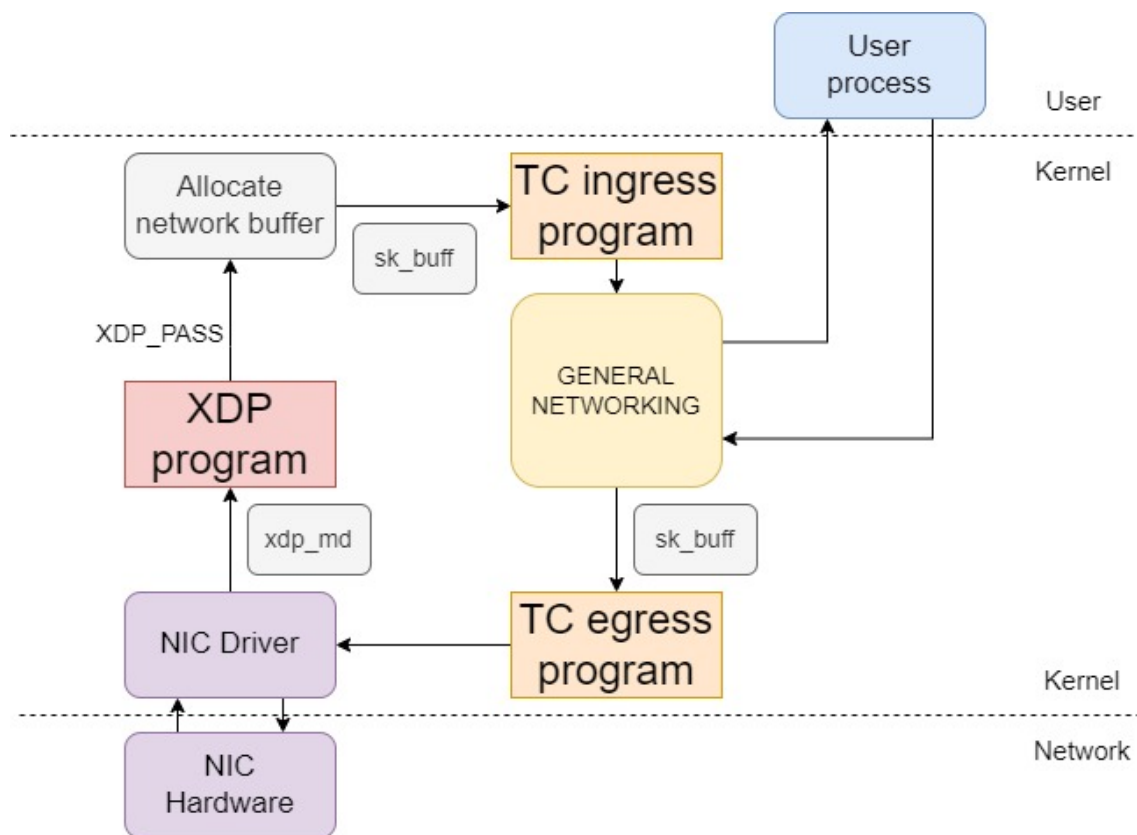 User
process
User
Kernel
Allocate
network buffer
TC ingress
program
sk_buff
XDP_PASS
GENERAL
NETWORKING
XDP
program
xdp_md
sk_buff
NIC Driver
TC egress
program
Kernel
Network
NIC
Hardware